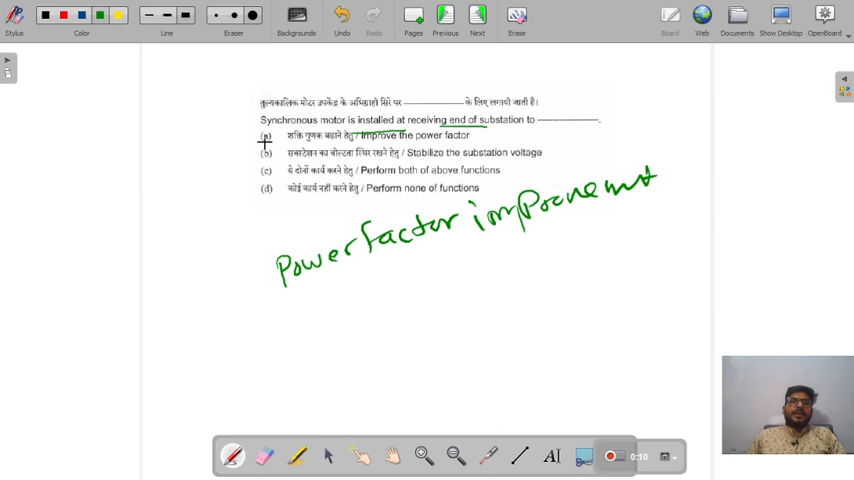 Stylus
Color
Line
Eraser
Backgrounds
Undo
Redo
Pages
Previous
Next
Erase
Board
Web
Documents
Show Desktop
OpenBoard
तुल्यकालिक मोटर उपकेंद्र के अभिग्राही सिरे पर __________ के लिए लगायी जाती है।
Synchronous motor is installed at receiving end of substation to __________.
(a) शक्ति गुणक बढाने हेतु / Improve the power factor
(b) सबस्टेशन का वोल्टता स्थिर रखने हेतु / Stabilize the substation voltage
(c) ये दोनों कार्य करने हेतु / Perform both of above functions
(d) कोई कार्य नहीं करने हेतु / Perform none of functions
Power factor
0:10